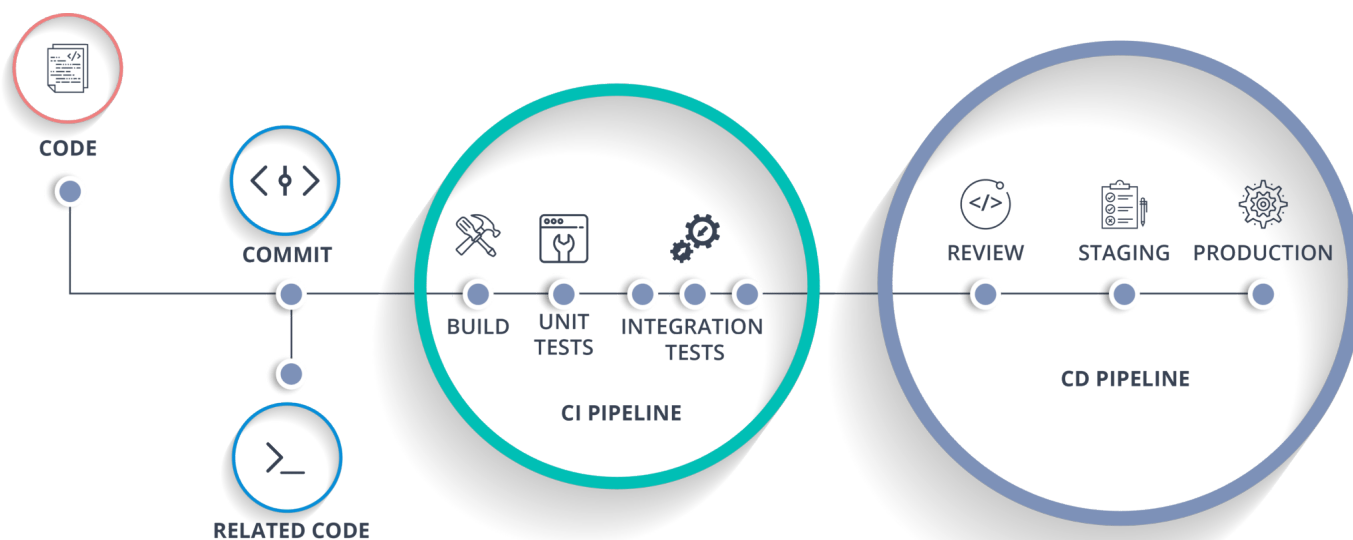 CODE
COMMIT
RELATED CODE
BUILD
UNIT
TESTS
INTEGRATION
TESTS
CI PIPELINE
REVIEW
STAGING
PRODUCTION
CD PIPELINE